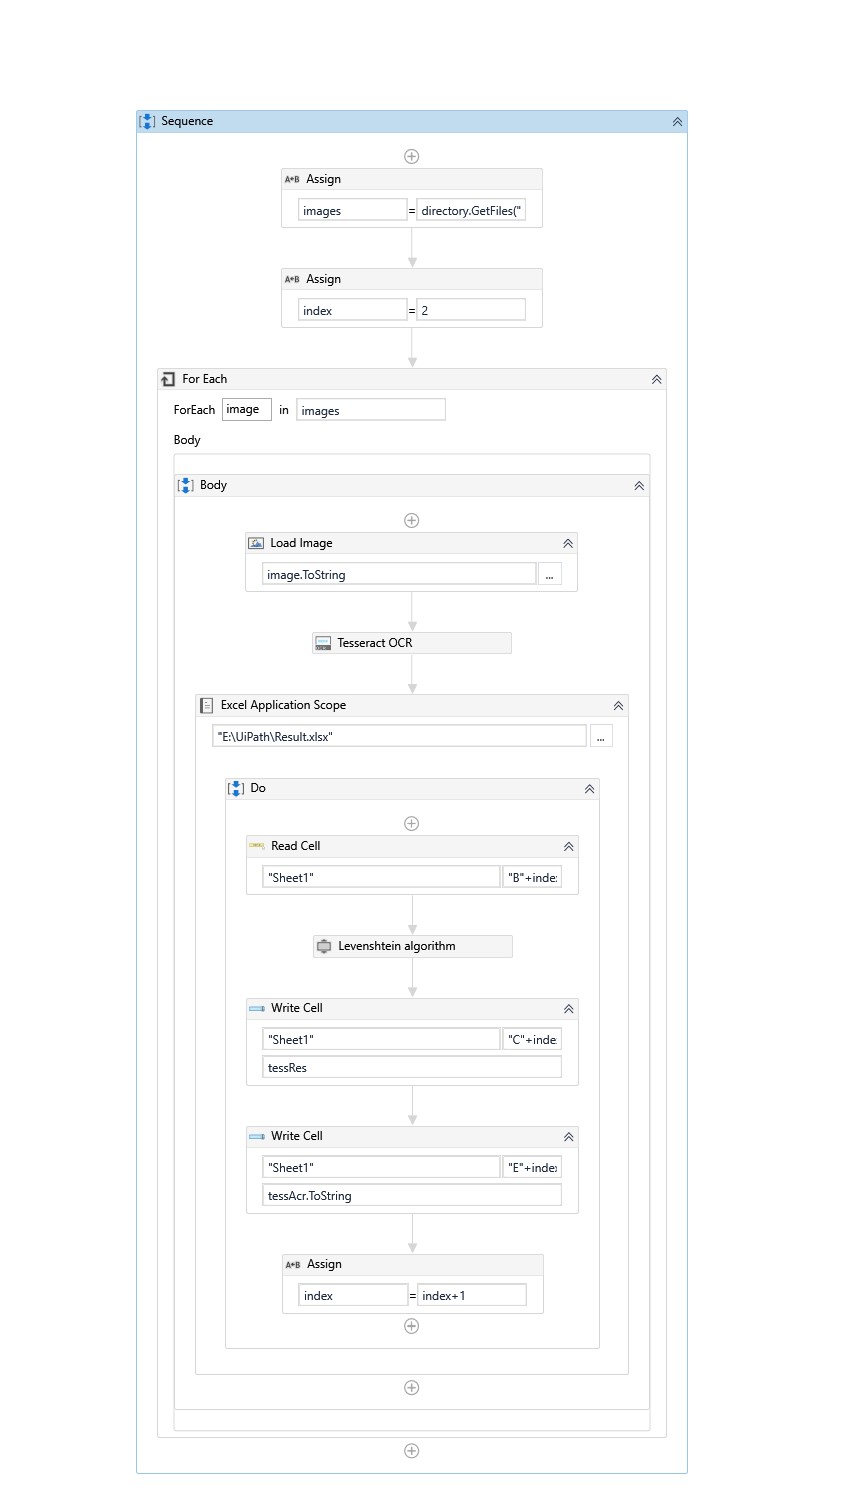 Sequence
A+B Assign
images = directory.GetFiles("
A+B Assign
index = 2
For Each
ForEach image in images
Body
Body
Load Image
image.ToString ...
Tesseract OCR
Excel Application Scope
"E:\UiPath\Result.xlsx" ...
Do
Read Cell
"Sheet1" "B"+index
Levenshtein algorithm
Write Cell
"Sheet1" "C"+inde
tessRes
Write Cell
"Sheet1" "E"+index
tessAcr.ToString
A+B Assign
index = index+1